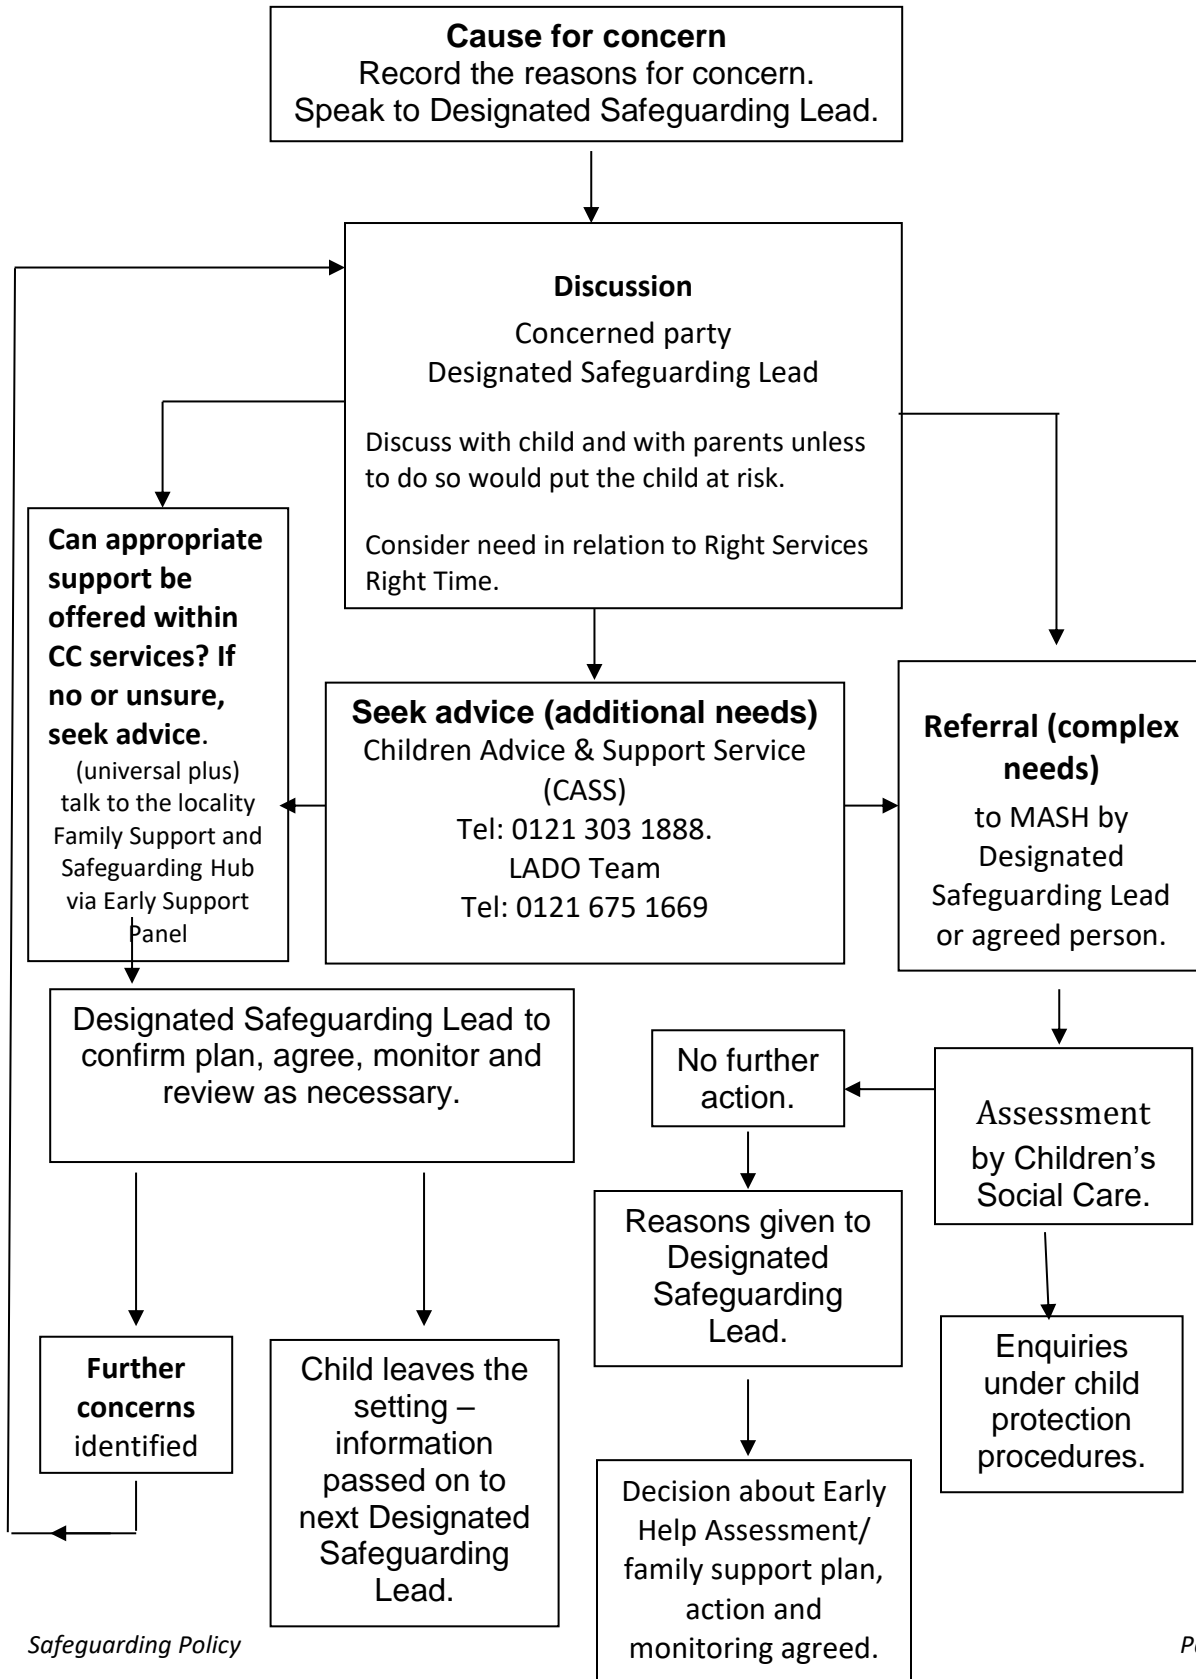 Cause for concern
Record the reasons for concern.
Speak to Designated Safeguarding Lead.
Discussion
Concerned party
Designated Safeguarding Lead
Discuss with child and with parents unless
to do so would put the child at risk.
Consider need in relation to Right Services
Right Time.
Can appropriate
support be
offered within
CC services? If
no or unsure,
seek advice.
(universal plus)
talk to the locality
Family Support and
Safeguarding Hub
via Early Support
Panel
Seek advice (additional needs)
Children Advice & Support Service
(CASS)
Tel: 0121 303 1888.
LADO Team
Tel: 0121 675 1669
Referral (complex
needs)
to MASH by
Designated
Safeguarding Lead
or agreed person.
Designated Safeguarding Lead to
confirm plan, agree, monitor and
review as necessary.
No further
action.
Assessment
by Children’s
Social Care.
Reasons given to
Designated
Safeguarding
Lead.
Further
concerns
identified
Child leaves the
setting –
information
passed on to
next Designated
Safeguarding
Lead.
Enquiries
under child
protection
procedures.
Decision about Early
Help Assessment/
family support plan,
action and
monitoring agreed.
Safeguarding Policy